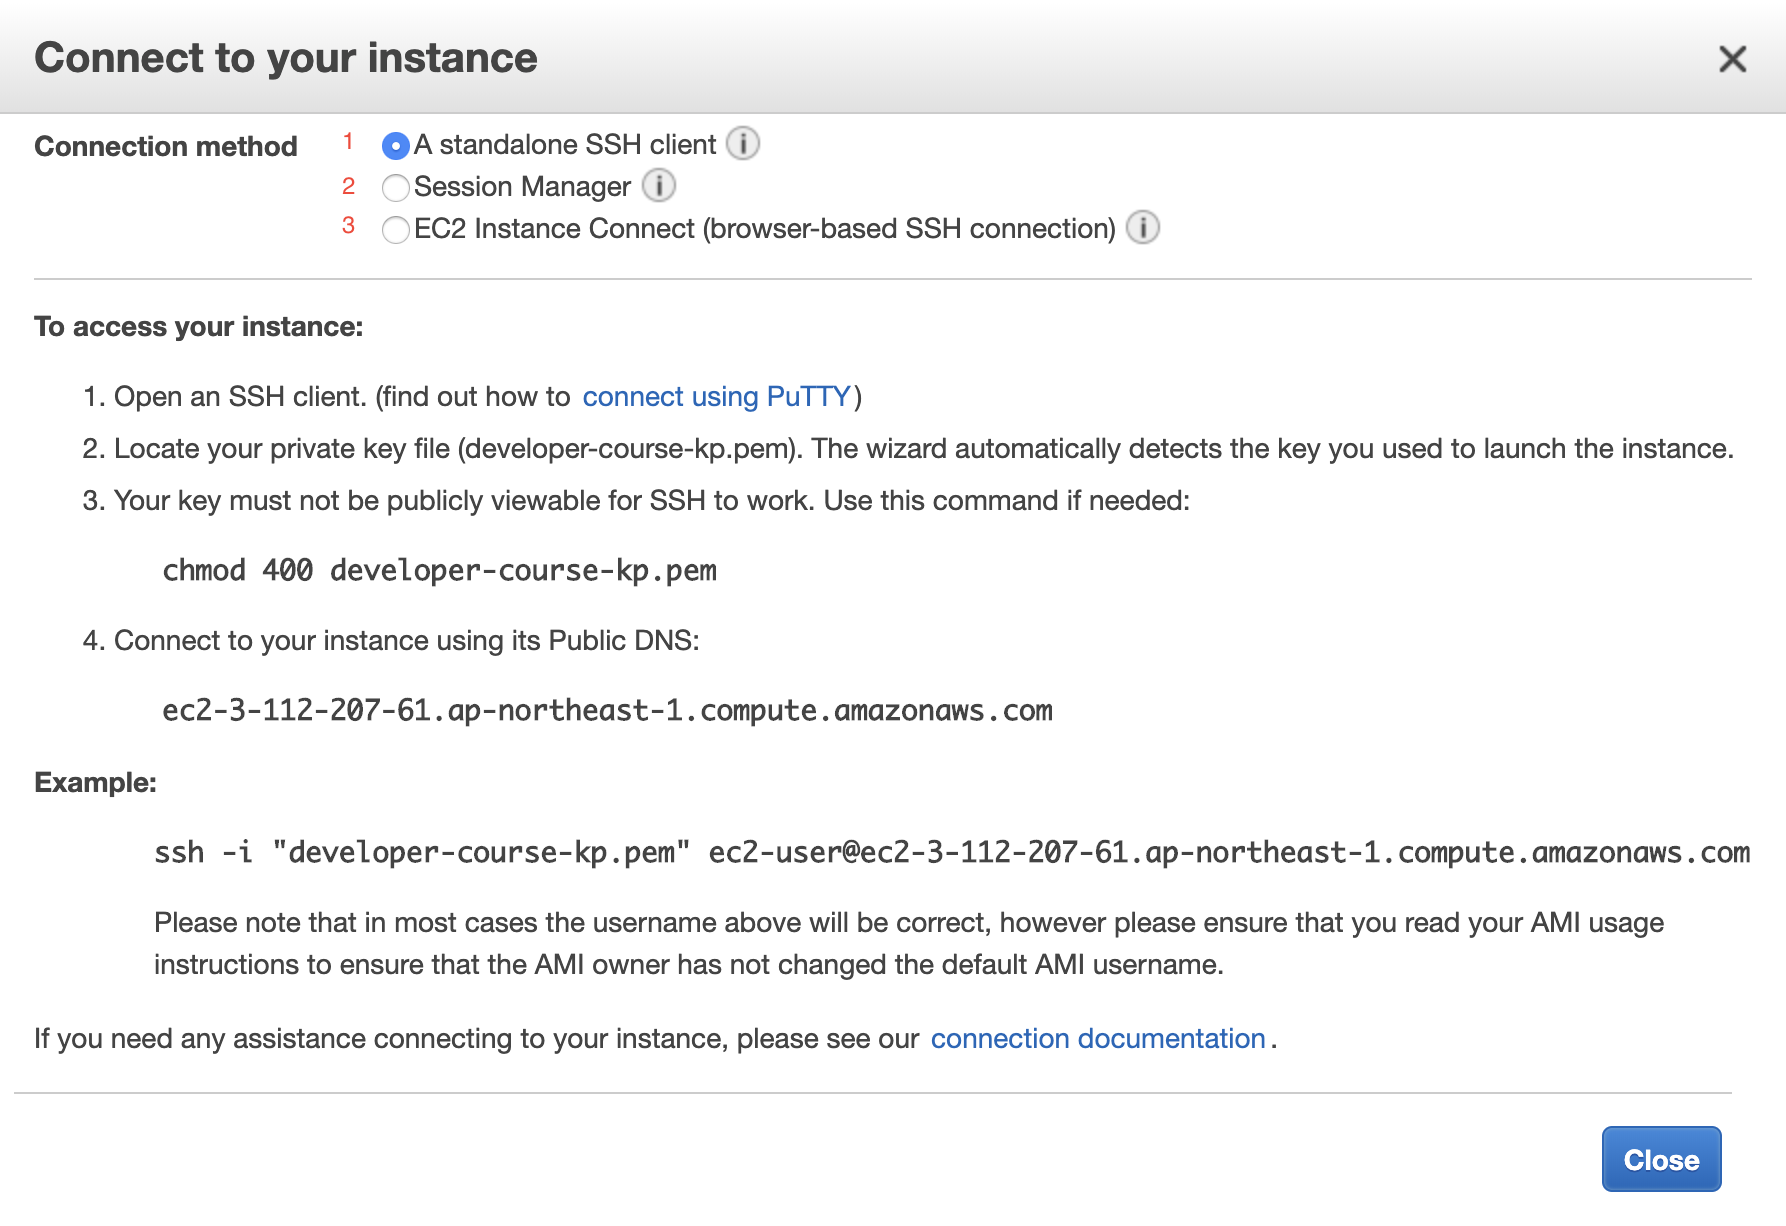 Connect to your instance
Connection method 1 A standalone SSH client i
2 Session Manager i
3 EC2 Instance Connect (browser-based SSH connection) i
To access your instance:
1. Open an SSH client. (find out how to connect using PuTTY)
2. Locate your private key file (developer-course-kp.pem). The wizard automatically detects the key you used to launch the instance.
3. Your key must not be publicly viewable for SSH to work. Use this command if needed:
chmod 400 developer-course-kp.pem
4. Connect to your instance using its Public DNS:
ec2-3-112-207-61.ap-northeast-1.compute.amazonaws.com
Example:
ssh -i "developer-course-kp.pem" ec2-user@ec2-3-112-207-61.ap-northeast-1.compute.amazonaws.com
Please note that in most cases the username above will be correct, however please ensure that you read your AMI usage
instructions to ensure that the AMI owner has not changed the default AMI username.
If you need any assistance connecting to your instance, please see our connection documentation.
Close